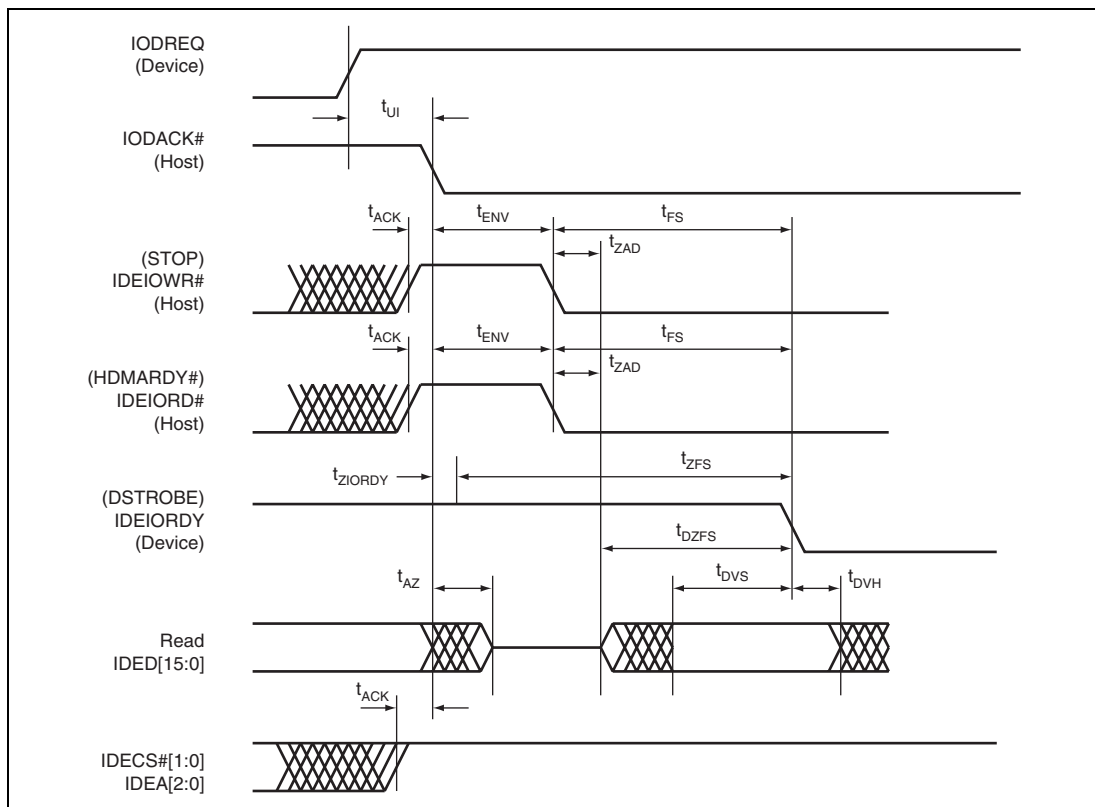 IODREQ
(Device)
tUI
IODACK#
(Host)
tACK
tENV
tFS
tZAD
(STOP)
IDEIOWR#
(Host)
tACK
tENV
tFS
tZAD
(HDMARDY#)
IDEIORD#
(Host)
tZIORDY
tZFS
(DSTROBE)
IDEIORDY
(Device)
tDZFS
tAZ
tDVS
tDVH
Read
IDED[15:0]
tACK
IDECS#[1:0]
IDEA[2:0]